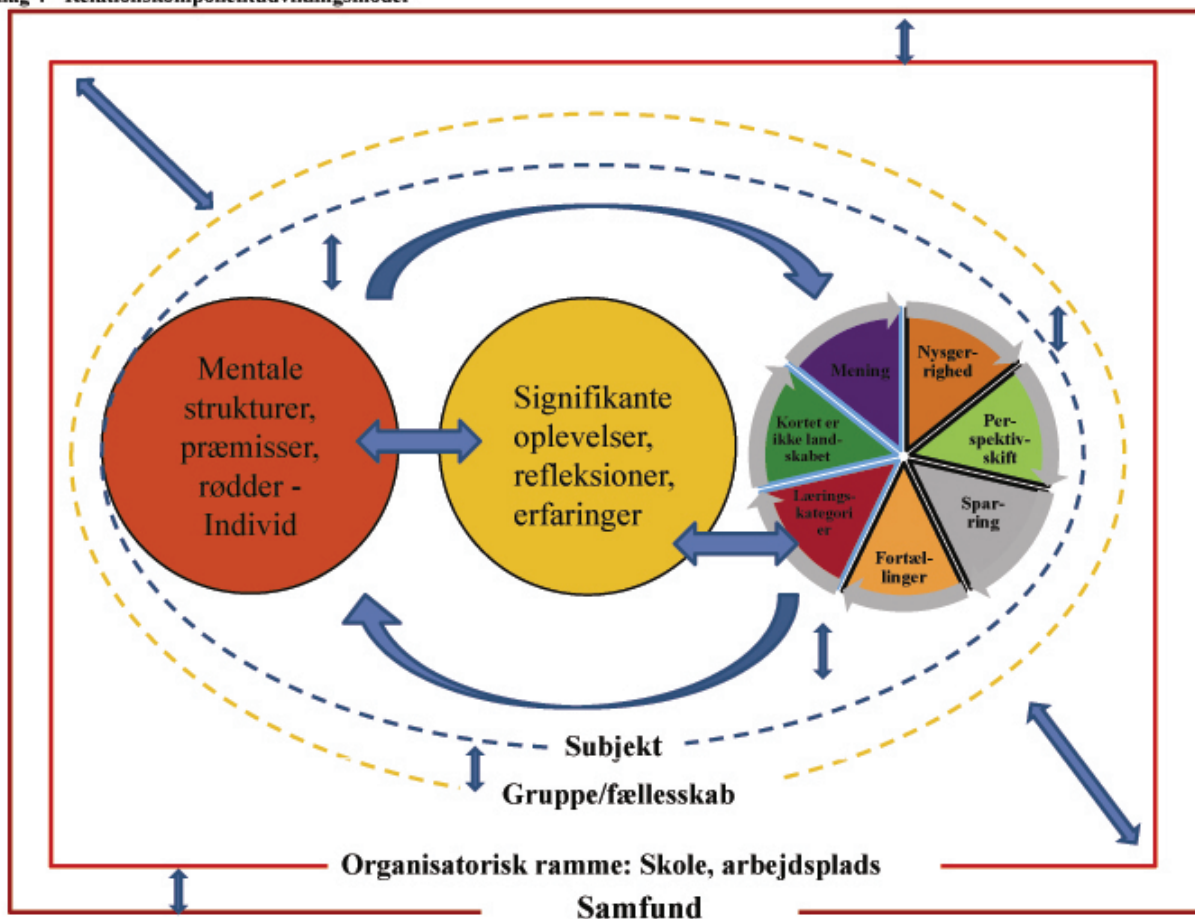 Mentale
strukturer,
præmisser,
rødder -
Individ
Signifikante
oplevelser,
refleksioner,
erfaringer
Mening
Nysger-
righed
Per-
spektiv-
skift
Spar-
ring
Fortæl-
linger
Lærings-
kategori
er
Kortet er
ikke land-
skabet
Subjekt
Gruppe/fællesskab
Organisatorisk ramme: Skole, arbejdsplads
Samfund